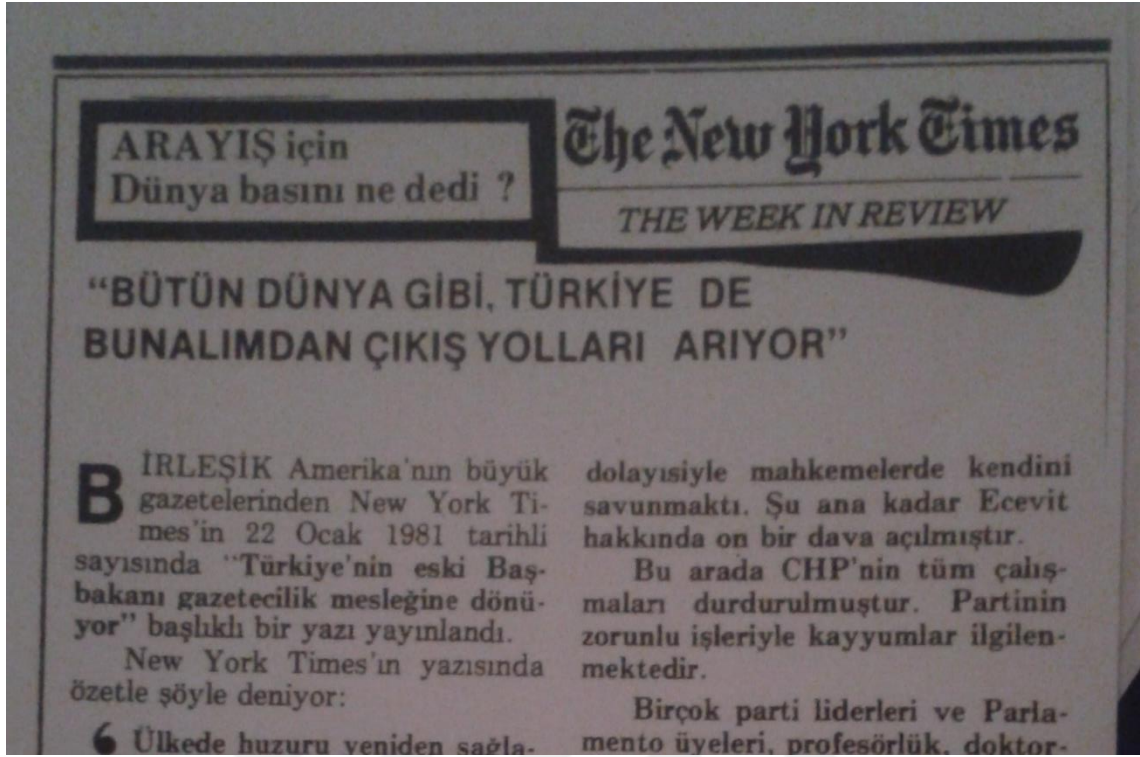 ARAYIŞ için
Dünya basını ne dedi ?
The New York Times
THE WEEK IN REVIEW
“BÜTÜN DÜNYA GİBİ, TÜRKİYE DE
BUNALIMDAN ÇIKIŞ YOLLARI ARIYOR”
BİRLEŞİK Amerika'nın büyük
gazetelerinden New York Ti-
mes'in 22 Ocak 1981 tarihli
sayısında “Türkiye'nin eski Baş-
bakanı gazetecilik mesleğine dönü-
yor” başlıklı bir yazı yayınlandı.
New York Times'ın yazısında
özetle şöyle deniyor:
‘ Ülkede huzuru yeniden sağla-
dolayısiyle mahkemelerde kendini
savunmaktı. Şu ana kadar Ecevit
hakkında on bir dava açılmıştır.
Bu arada CHP'nin tüm çalış-
maları durdurulmuştur. Partinin
zorunlu işleriyle kayyumlar ilgilen-
mektedir.
Birçok parti liderleri ve Parla-
mento üyeleri, profesörlük, doktor-